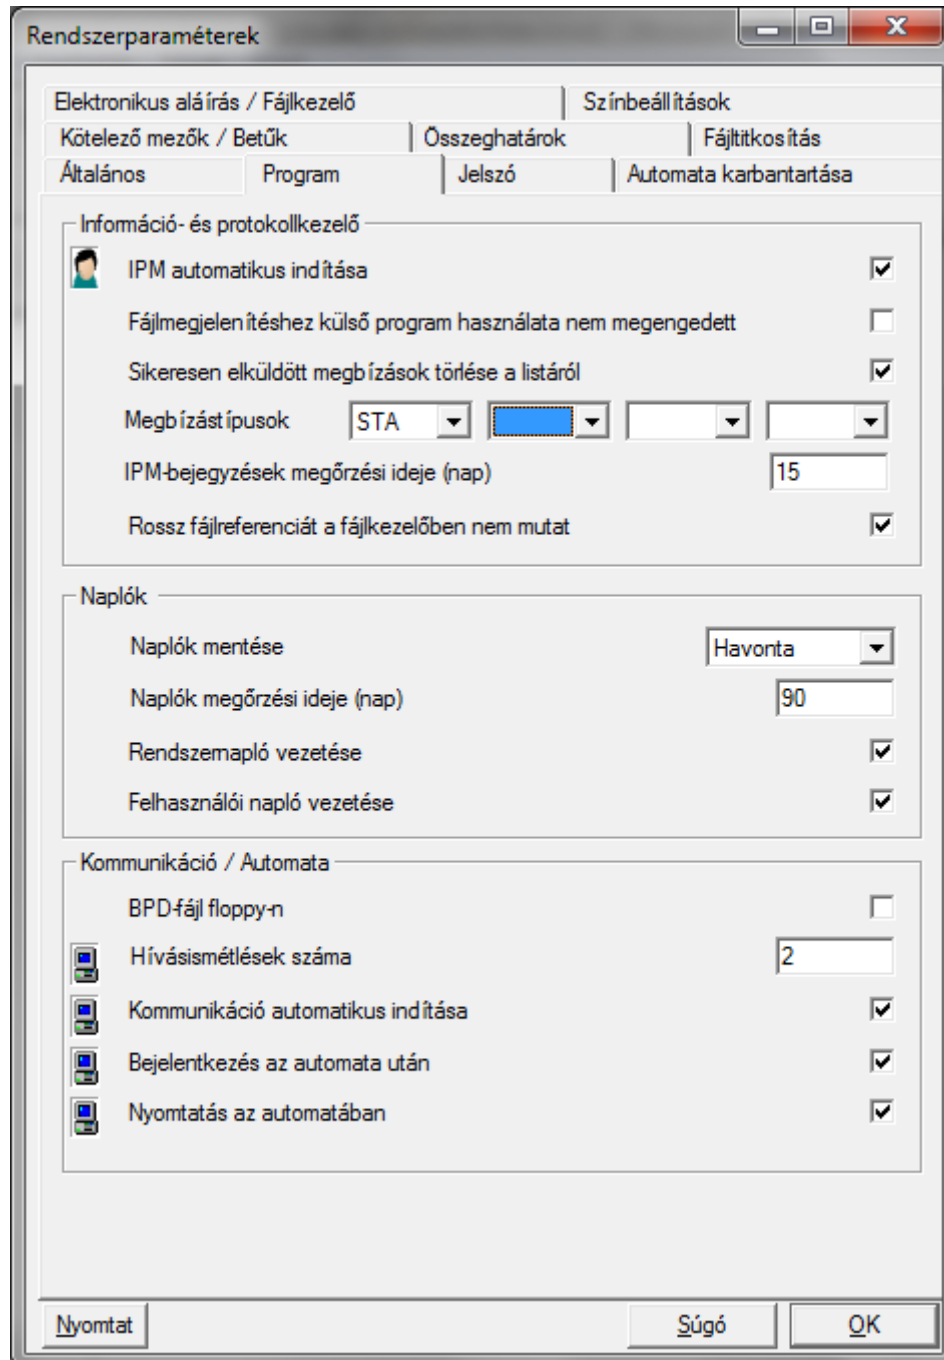 Rendszerparaméterek
Elektronikus aláírás / Fájlkezelő Színbeállítások
Kötelező mezők / Betűk Összeghatárok Fájltitkosítás
Általános Program Jelszó Automata karbantartása
Információ- és protokollkezelő
IPM automatikus indítása
Fájlmegjelenítéshez külső program használata nem megengedett
Sikeresen elküldött megbízások törlése a listáról
Megbízástípusok STA
IPM-bejegyzések megőrzési ideje (nap) 15
Rossz fájlreferenciát a fájlkezelőben nem mutat
Naplók
Naplók mentése Havonta
Naplók megőrzési ideje (nap) 90
Rendszernapló vezetése
Felhasználói napló vezetése
Kommunikáció / Automata
BPD-fájl floppy-n
Hívásismétlések száma 2
Kommunikáció automatikus indítása
Bejelentkezés az automata után
Nyomtatás az automatában
Nyomtat Súgó OK